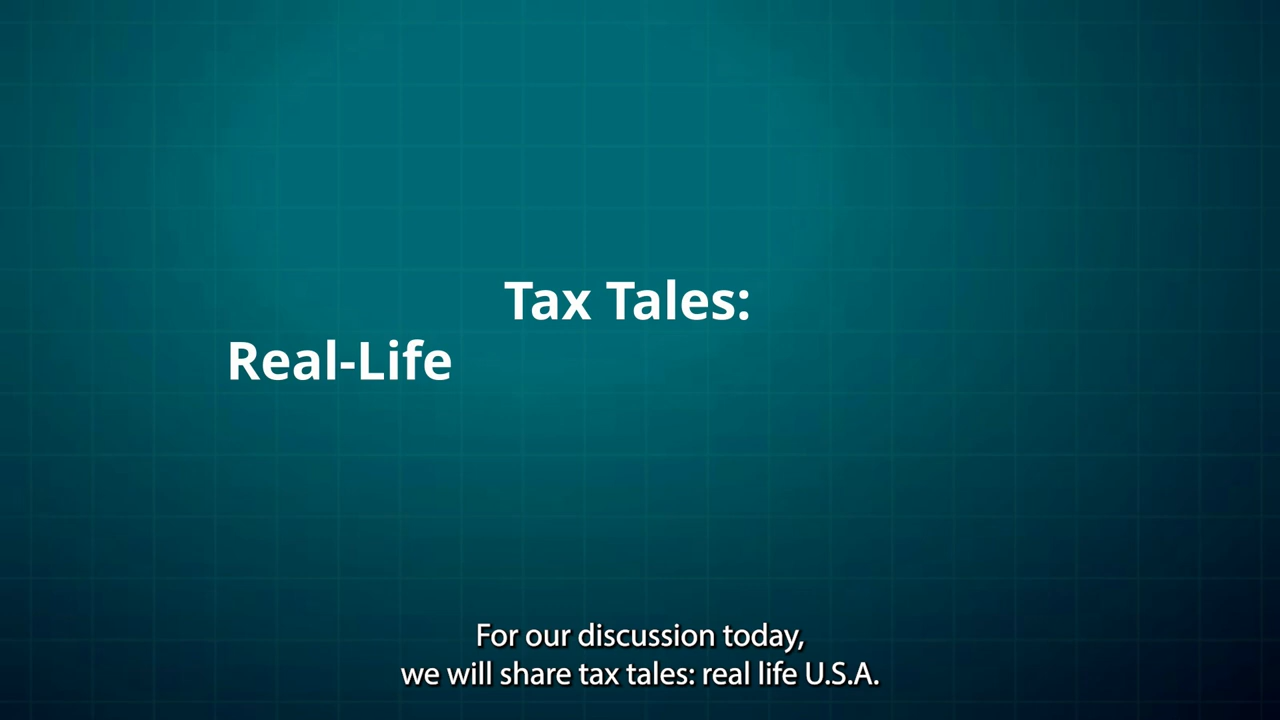 Tax Tales:
Real-Life
For our discussion today,
we will share tax tales: real life U.S.A.